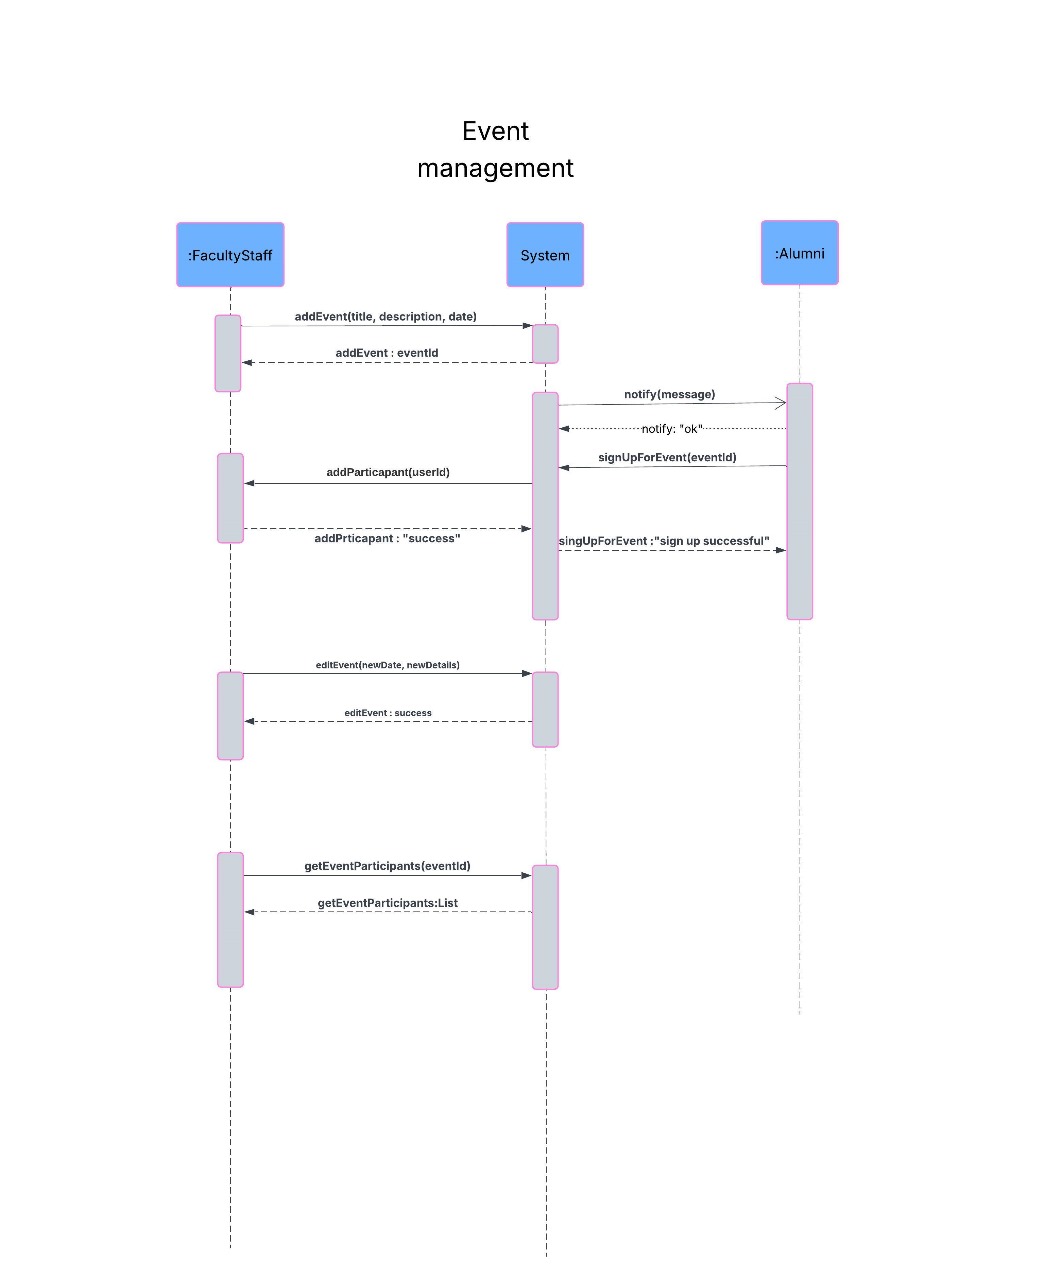 Event
management
:FacultyStaff
System
:Alumni
addEvent(title, description, date)
addEvent : eventId
notify(message)
notify: "ok"
signUpForEvent(eventId)
addParticapant(userId)
addPrticapant : "success"
singUpForEvent :"sign up successful"
editEvent(newDate, newDetails)
editEvent : success
getEventParticipants(eventId)
getEventParticipants:List